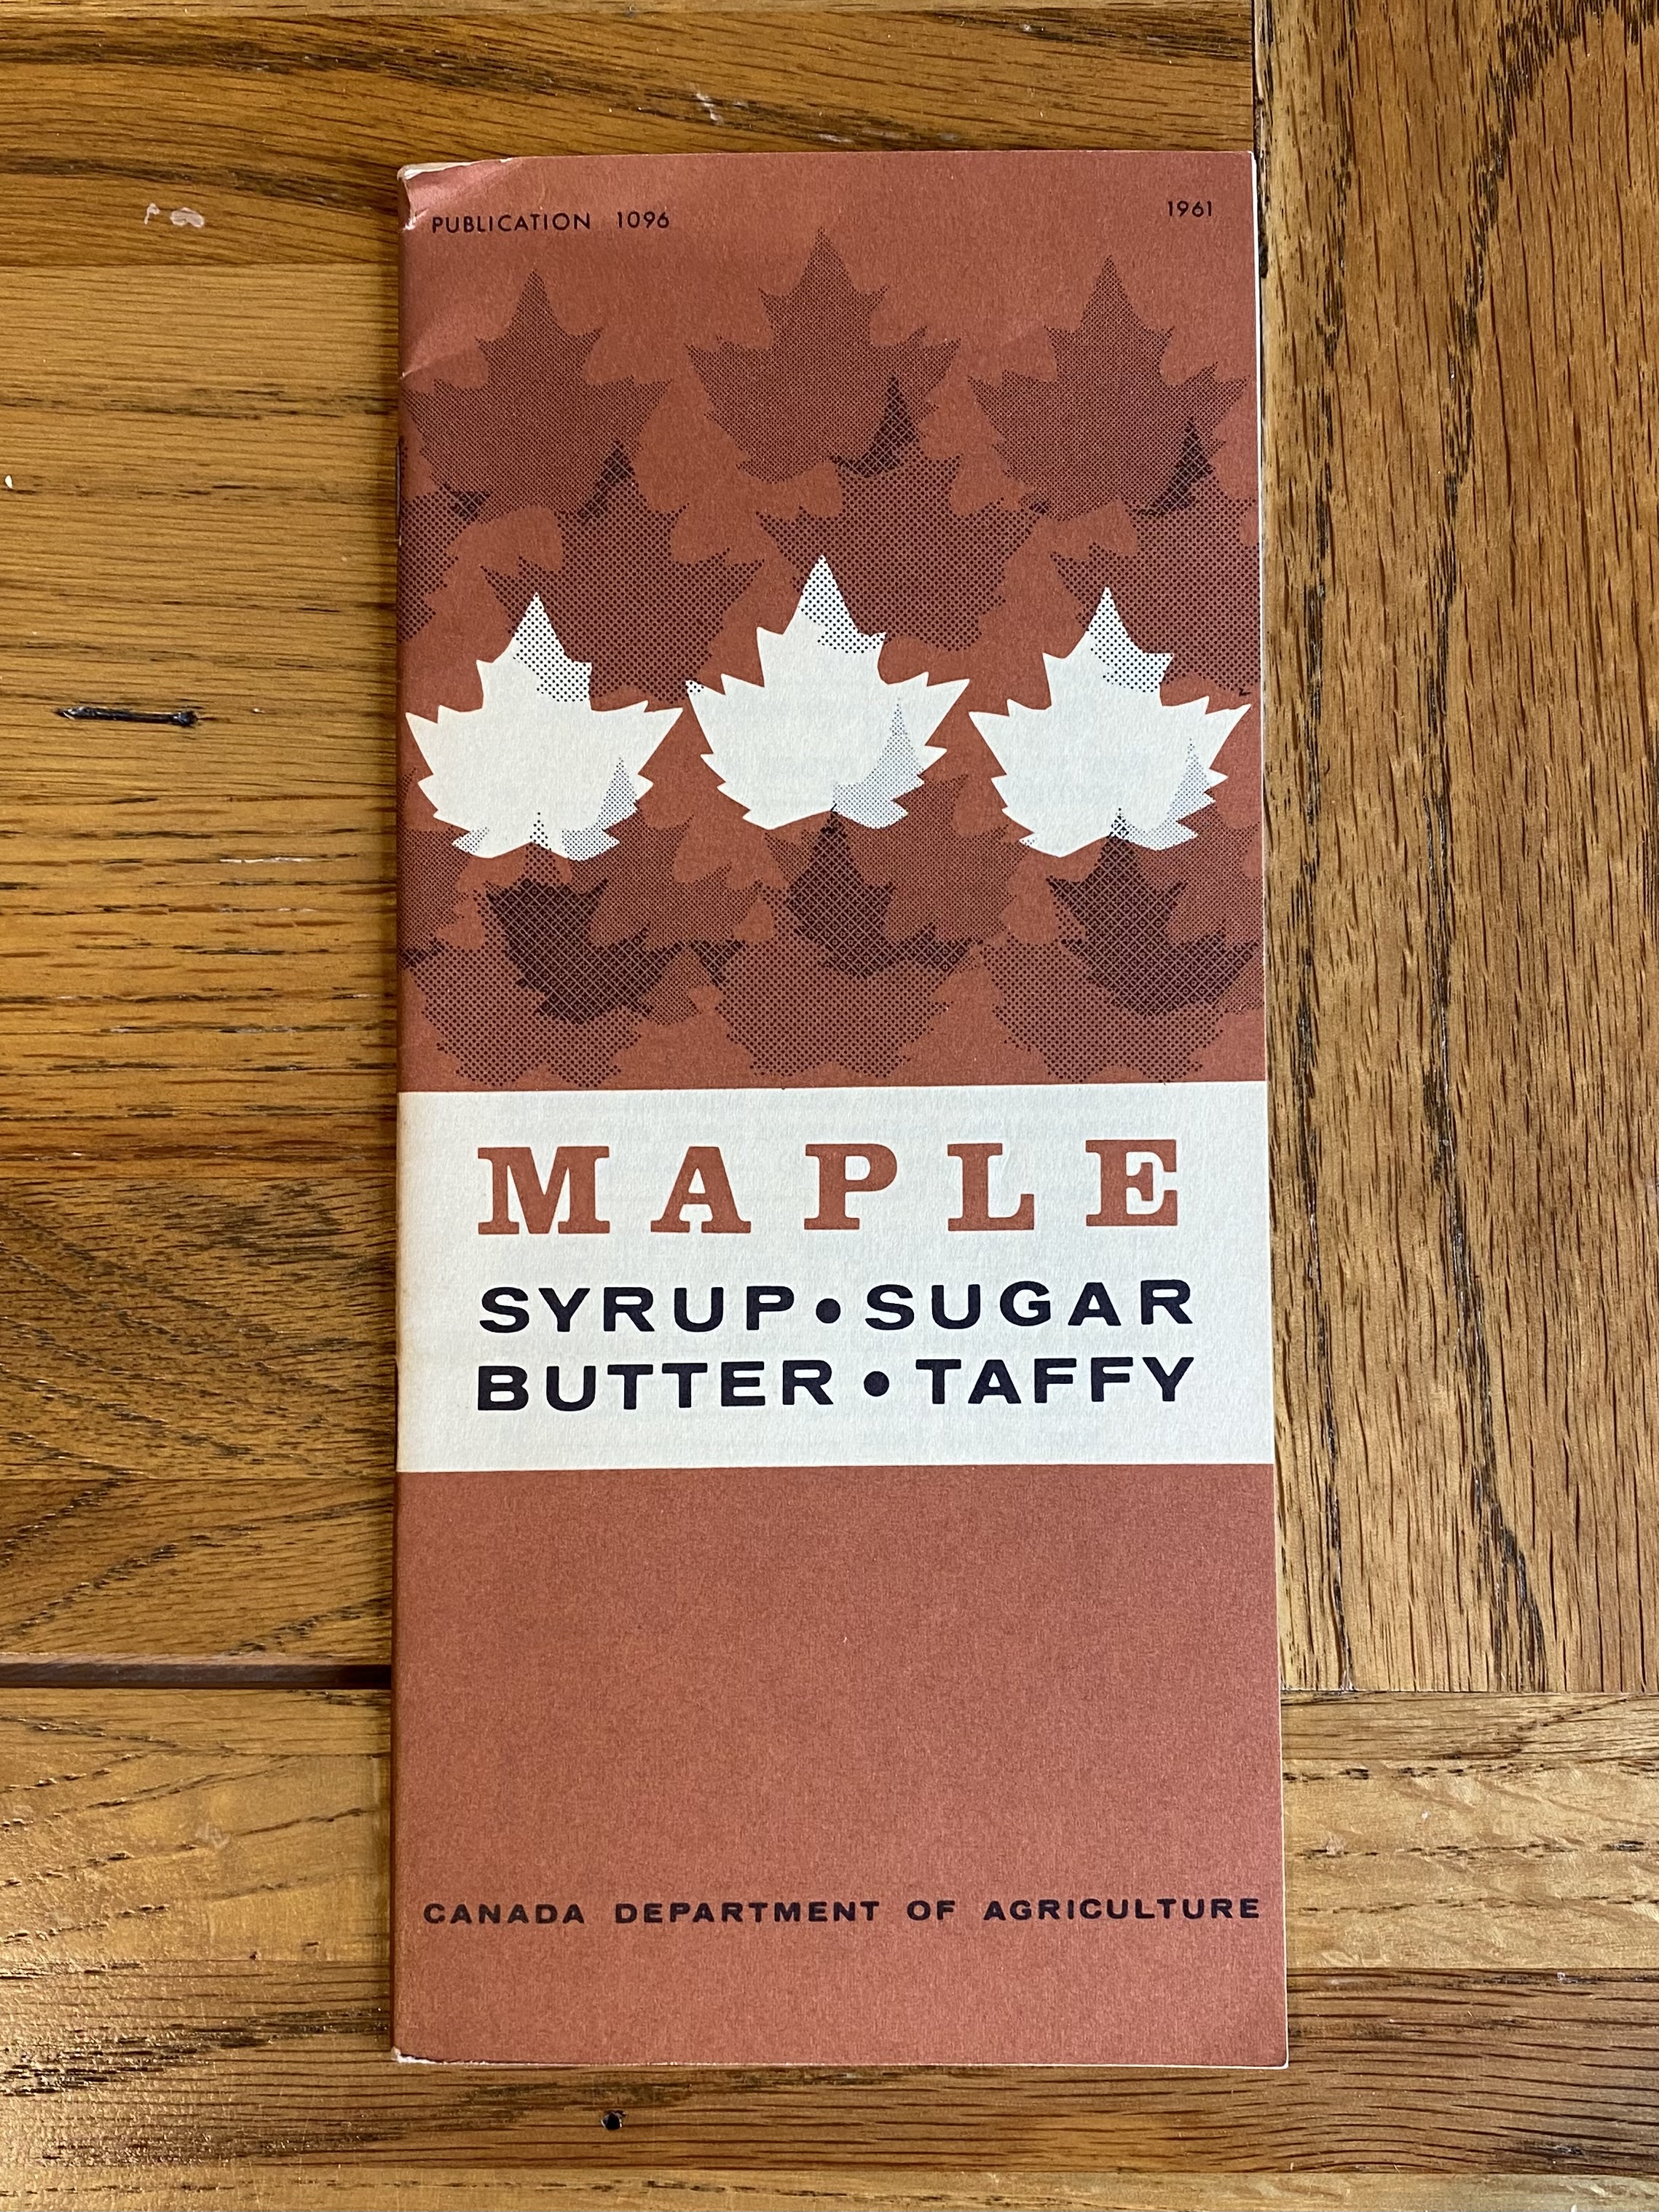 PUBLICATION 1096 1961
MAPLE
SYRUP • SUGAR
BUTTER • TAFFY
CANADA DEPARTMENT OF AGRICULTURE